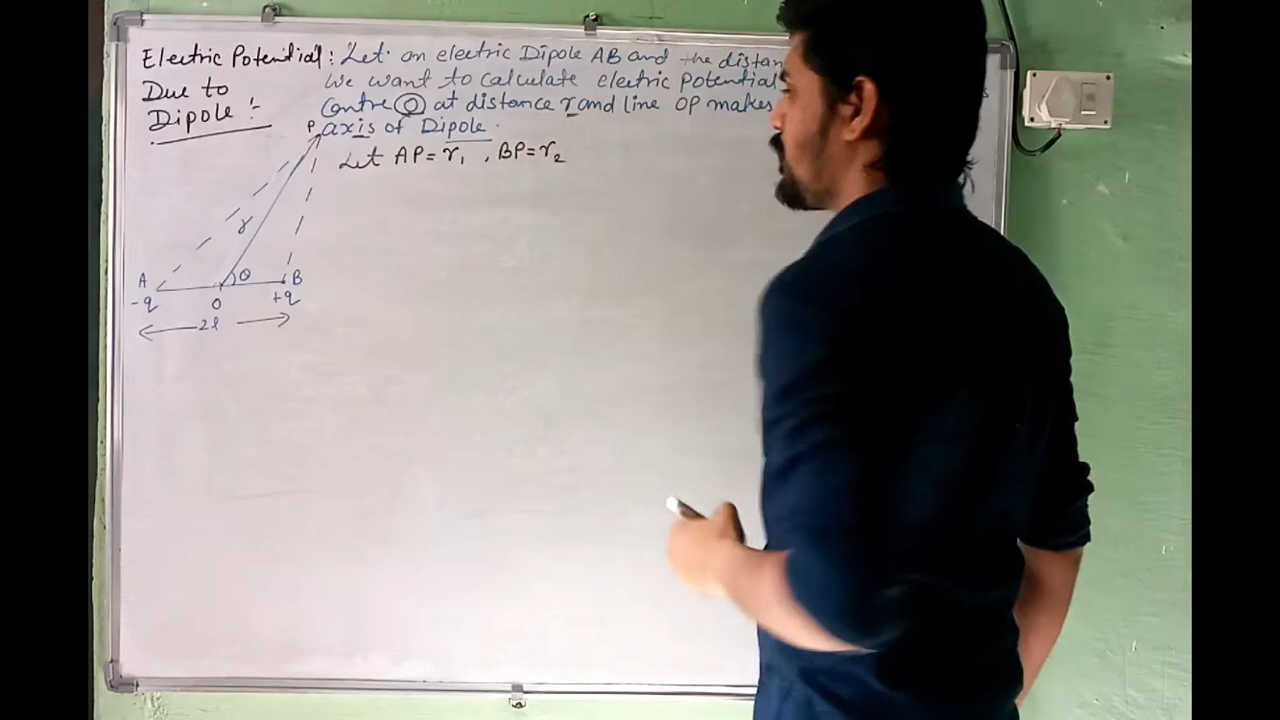 Electric Potential : Let an electric Dipole AB and the distan
Due to
Dipole :-
We want to calculate electric potential
Centre O at distance r and line OP makes
axis of Dipole.
Let AP = r₁ , BP = r₂
P
r
A
θ
B
-q
O
+q
2l